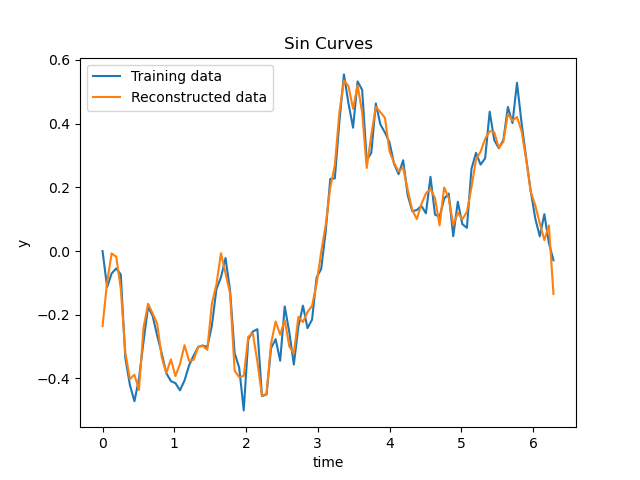 Sin Curves
Training data
Reconstructed data
0.6
0.4
0.2
0.0
−0.2
−0.4
y
0 1 2 3 4 5 6
time